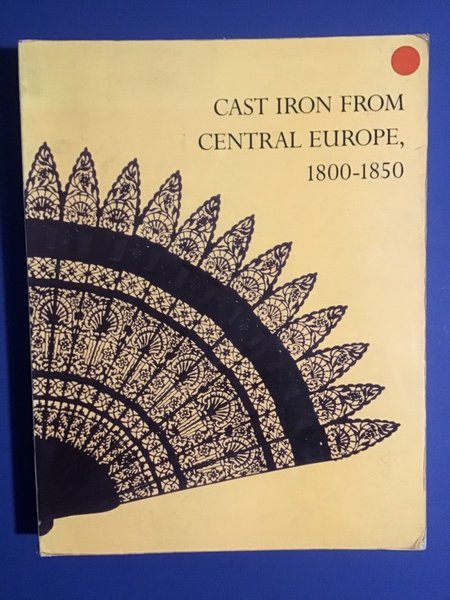 CAST IRON FROM
CENTRAL EUROPE,
1800-1850